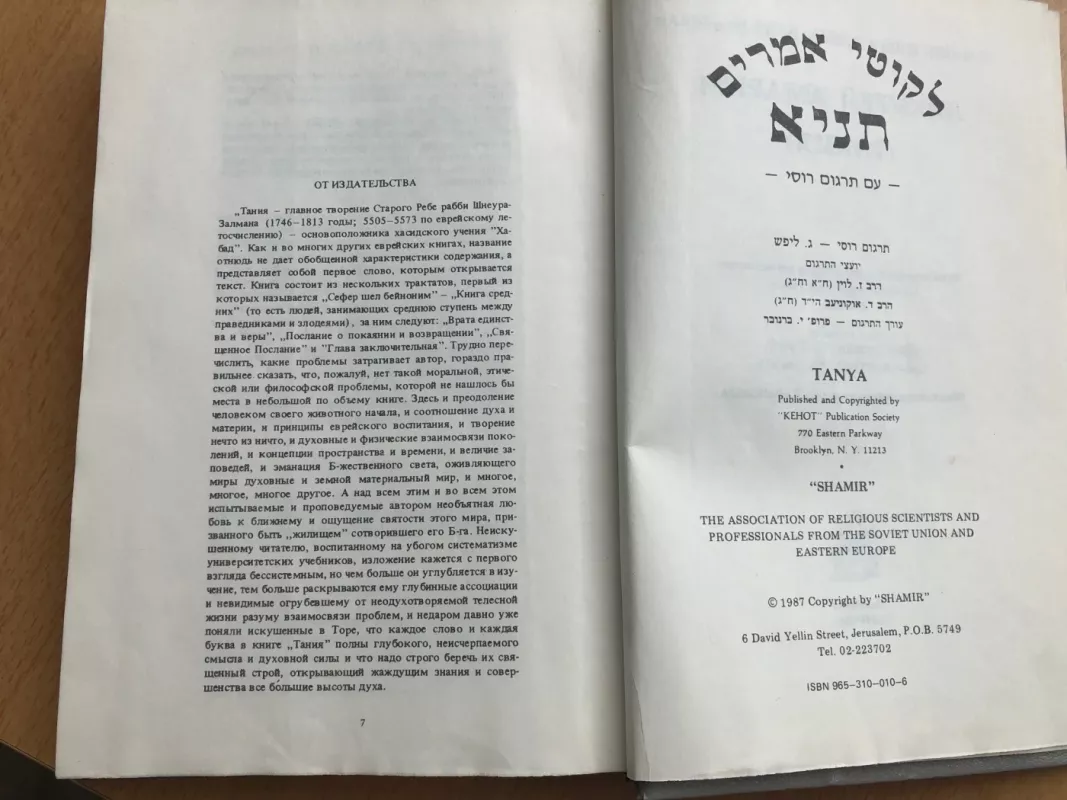 ОТ ИЗДАТЕЛЬСТВА
„Тания – главное творение Старого Ребе рабби Шнеура-
Залмана (1746–1813 годы; 5505–5573 по еврейскому ле-
тосчислению) – основоположника хасидского учения "Ха-
бад". Как и во многих других еврейских книгах, название
отнюдь не дает обобщенной характеристики содержания, а
представляет собой первое слово, которым открывается
текст. Книга состоит из нескольких трактатов, первый из
которых называется „Сефер шел бейноним" – „Книга сред-
них" (то есть людей, занимающих среднюю ступень между
праведниками и злодеями), за ним следует: „Врата единст-
ва и веры", „Послание о покаянии и возвращении", „Свя-
щенное Послание" и "Глава заключительная". Трудно пере-
числить, какие проблемы затрагивает автор, гораздо пра-
вильнее сказать, что, пожалуй, нет такой моральной, этиче-
ской или философской проблемы, которой не нашлось бы
места в небольшой по объему книге. Здесь и преодоление
человеком своего животного начала, и соотношение духа и
материи, и принципы еврейского воспитания, и творение
нечто из ничто, и духовные и физические взаимосвязи поко-
лений, и концепции пространства и времени, и величие за-
поведей, и эманация Б-жественного света, оживляющего
миры духовные и земной материальный мир, и многое,
многое, многое другое. А над всем этим и во всем этом
испытываемые и проповедуемые автором необъятная лю-
бовь к ближнему и ощущение святости этого мира, при-
званного быть „жилищем" сотворившего его Б-га. Неиску-
шенному читателю, воспитанному на убогом систематизме
университетских учебников, изложение кажется с первого
взгляда бессистемным, но чем больше он углубляется в изу-
чение, тем больше раскрываются ему глубинные ассоциации
и невидимые огрубевшему от неодухотворяемой телесной
жизни разуму взаимосвязи проблем, и недаром давно уже
поняли искушенные в Торе, что каждое слово и каждая
буква в книге „Тания" полны глубокого, неисчерпаемого
смысла и духовной силы и что надо строго беречь их свя-
щенный строй, открывающий жаждущим знания и совер-
шенства все бо́льшие высоты духа.
7
לקוטי אמרים
תניא
– עם תרגום רוסי –
תרגום רוסי – ג. ליפש
יועצי התרגום
הרב ז. לוין (ח"א וח"ג)
הרב ד. אוקוניעב הי"ד (ח"ג)
עורך התרגום – פרופ' י. ברנובר
TANYA
Published and Copyrighted by
"KEHOT" Publication Society
770 Eastern Parkway
Brooklyn, N. Y. 11213
•
"SHAMIR"
THE ASSOCIATION OF RELIGIOUS SCIENTISTS AND
PROFESSIONALS FROM THE SOVIET UNION AND
EASTERN EUROPE
© 1987 Copyright by "SHAMIR"
6 David Yellin Street, Jerusalem, P.O.B. 5749
Tel. 02-223702
ISBN 965-310-010-6